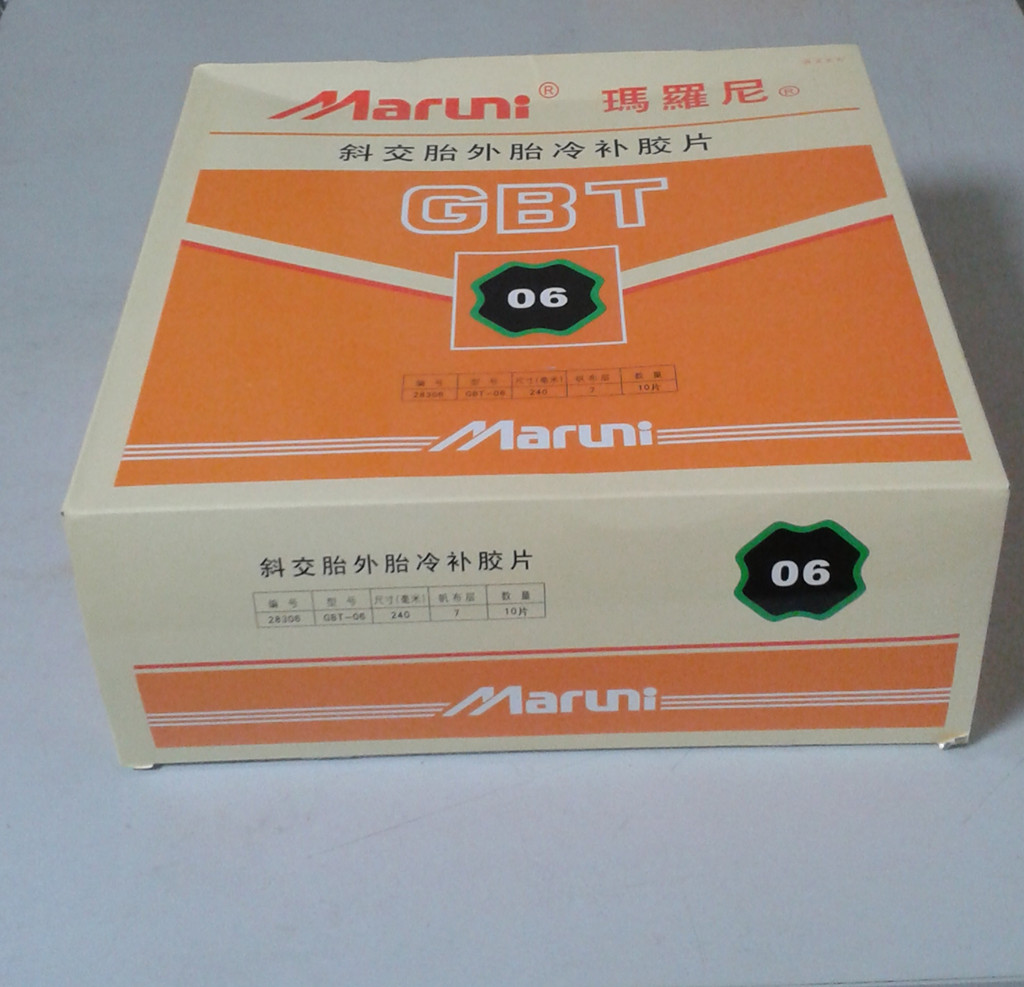 Maruni® 瑪羅尼®
斜交胎外胎冷补胶片
GBT
06
编号 型号 尺寸(毫米) 帆布层 数量
28306 GBT-06 240 7 10片
Maruni
斜交胎外胎冷补胶片
06
编号 型号 尺寸(毫米) 帆布层 数量
28306 GBT-06 240 7 10片
Maruni